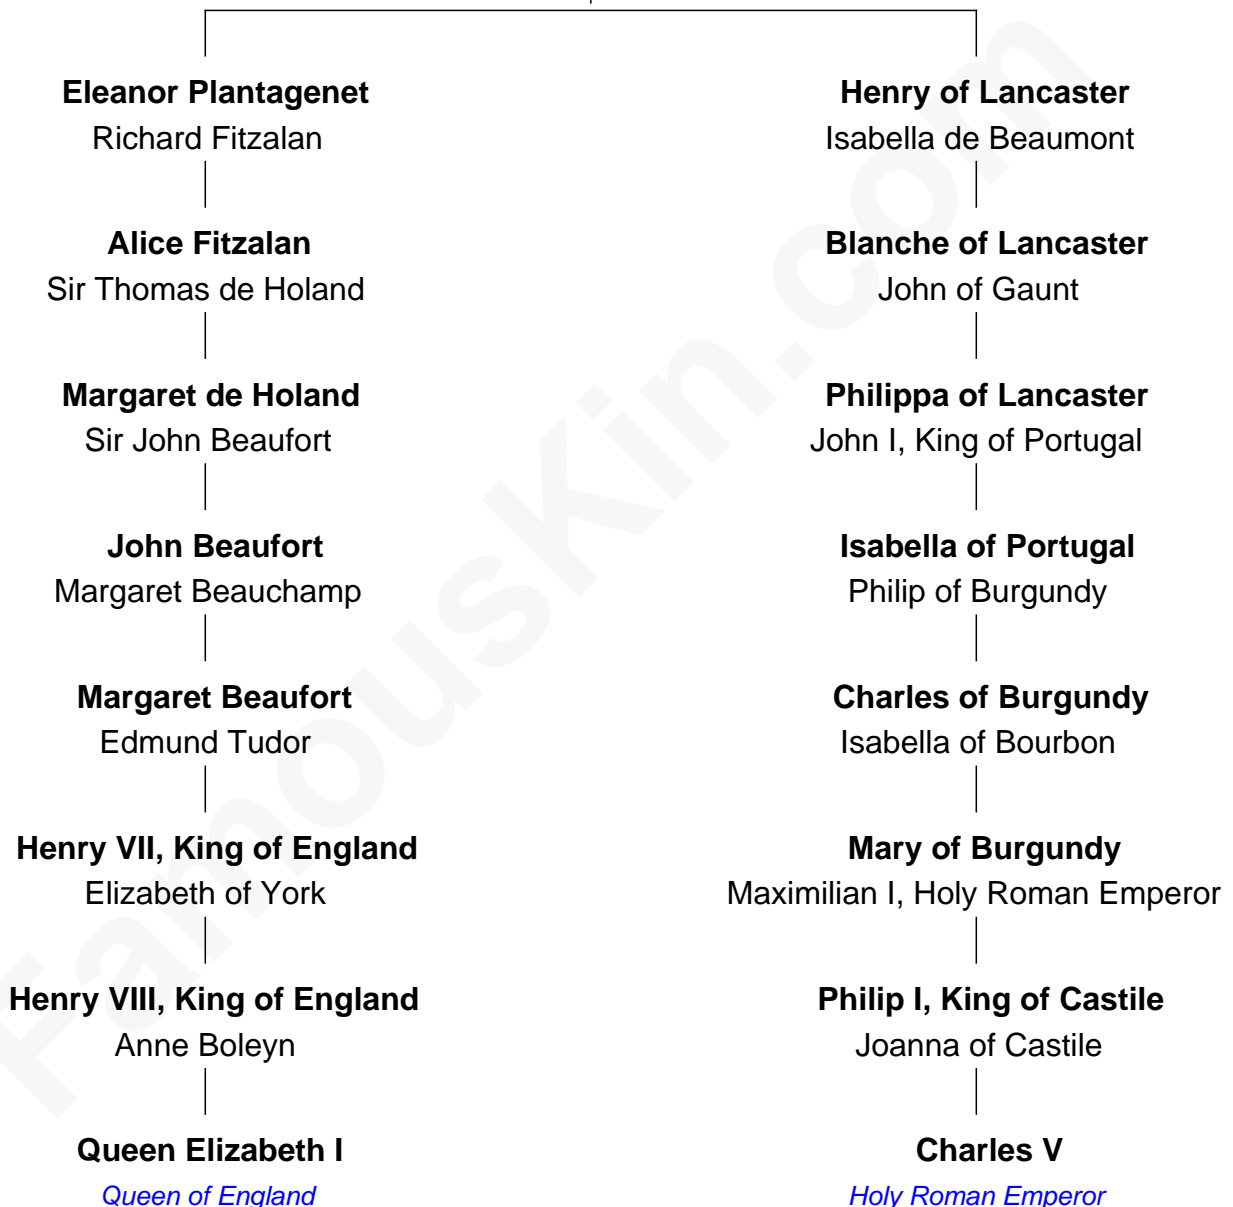 Eleanor Plantagenet
Richard Fitzalan
Alice Fitzalan
Sir Thomas de Holand
Margaret de Holand
Sir John Beaufort
John Beaufort
Margaret Beauchamp
Margaret Beaufort
Edmund Tudor
Henry VII, King of England
Elizabeth of York
Henry VIII, King of England
Anne Boleyn
Queen Elizabeth I
Queen of England
Henry of Lancaster
Isabella de Beaumont
Blanche of Lancaster
John of Gaunt
Philippa of Lancaster
John I, King of Portugal
Isabella of Portugal
Philip of Burgundy
Charles of Burgundy
Isabella of Bourbon
Mary of Burgundy
Maximilian I, Holy Roman Emperor
Philip I, King of Castile
Joanna of Castile
Charles V
Holy Roman Emperor
FamousKin.com